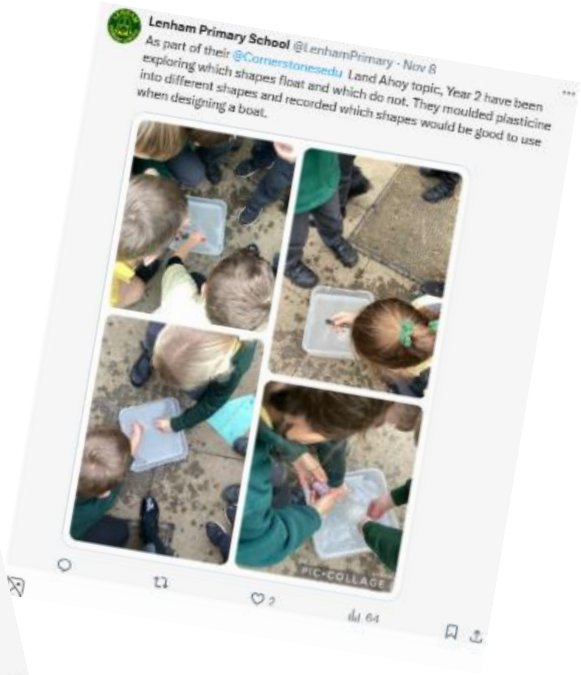 Lenham Primary School @LenhamPrimary · Nov 8
As part of their @Cornerstonesedu Land Ahoy topic, Year 2 have been
exploring which shapes float and which do not. They moulded plasticine
into different shapes and recorded which shapes would be good to use
when designing a boat.
PIC•COLLAGE
2
64